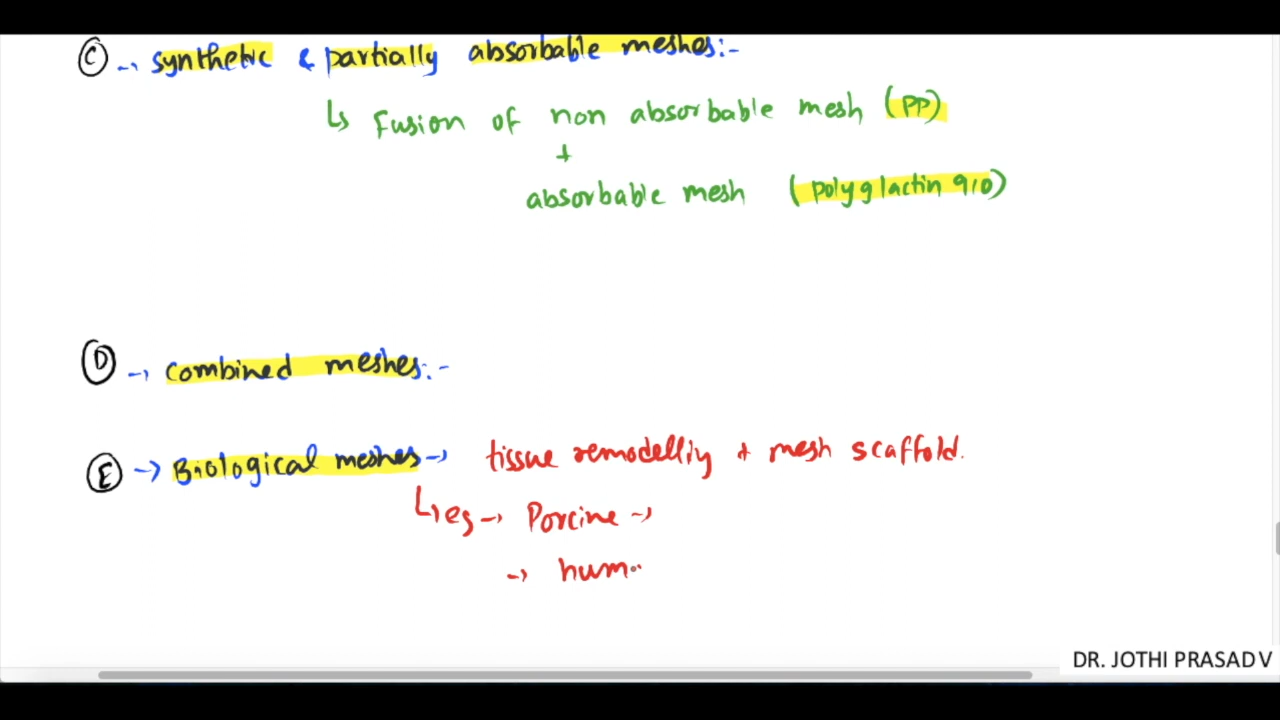 C → synthetic & partially absorbable meshes:-
↳ Fusion of non absorbable mesh (PP)
+
absorbable mesh (polyglactin 910)
D → combined meshes:-
E → Biological meshes → tissue remodelliy + mesh scaffold.
↳ eg → Porcine →
→ hum
DR. JOTHI PRASAD V